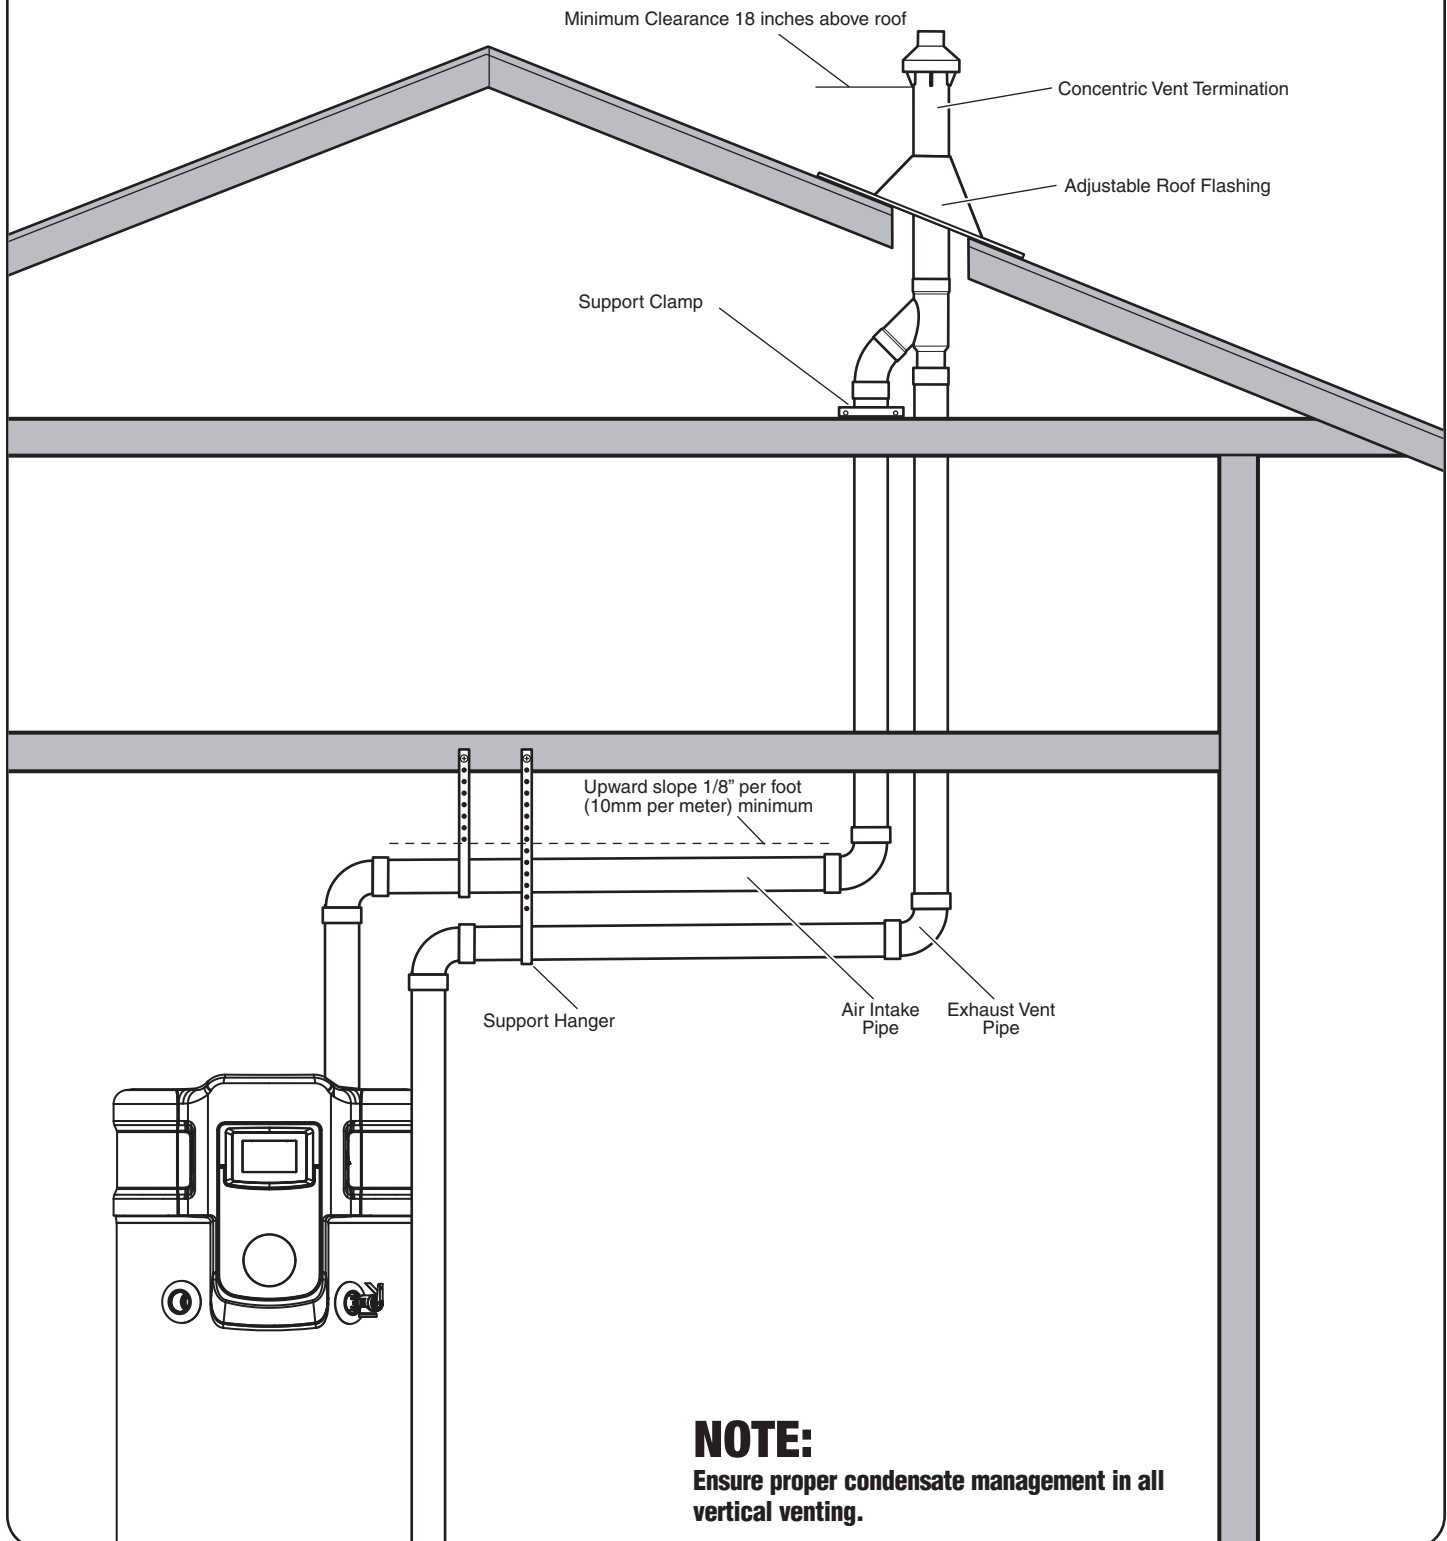 Minimum Clearance 18 inches above roof
Concentric Vent Termination
Adjustable Roof Flashing
Support Clamp
Upward slope 1/8” per foot
(10mm per meter) minimum
Support Hanger
Air Intake
Pipe
Exhaust Vent
Pipe
NOTE:
Ensure proper condensate management in all
vertical venting.